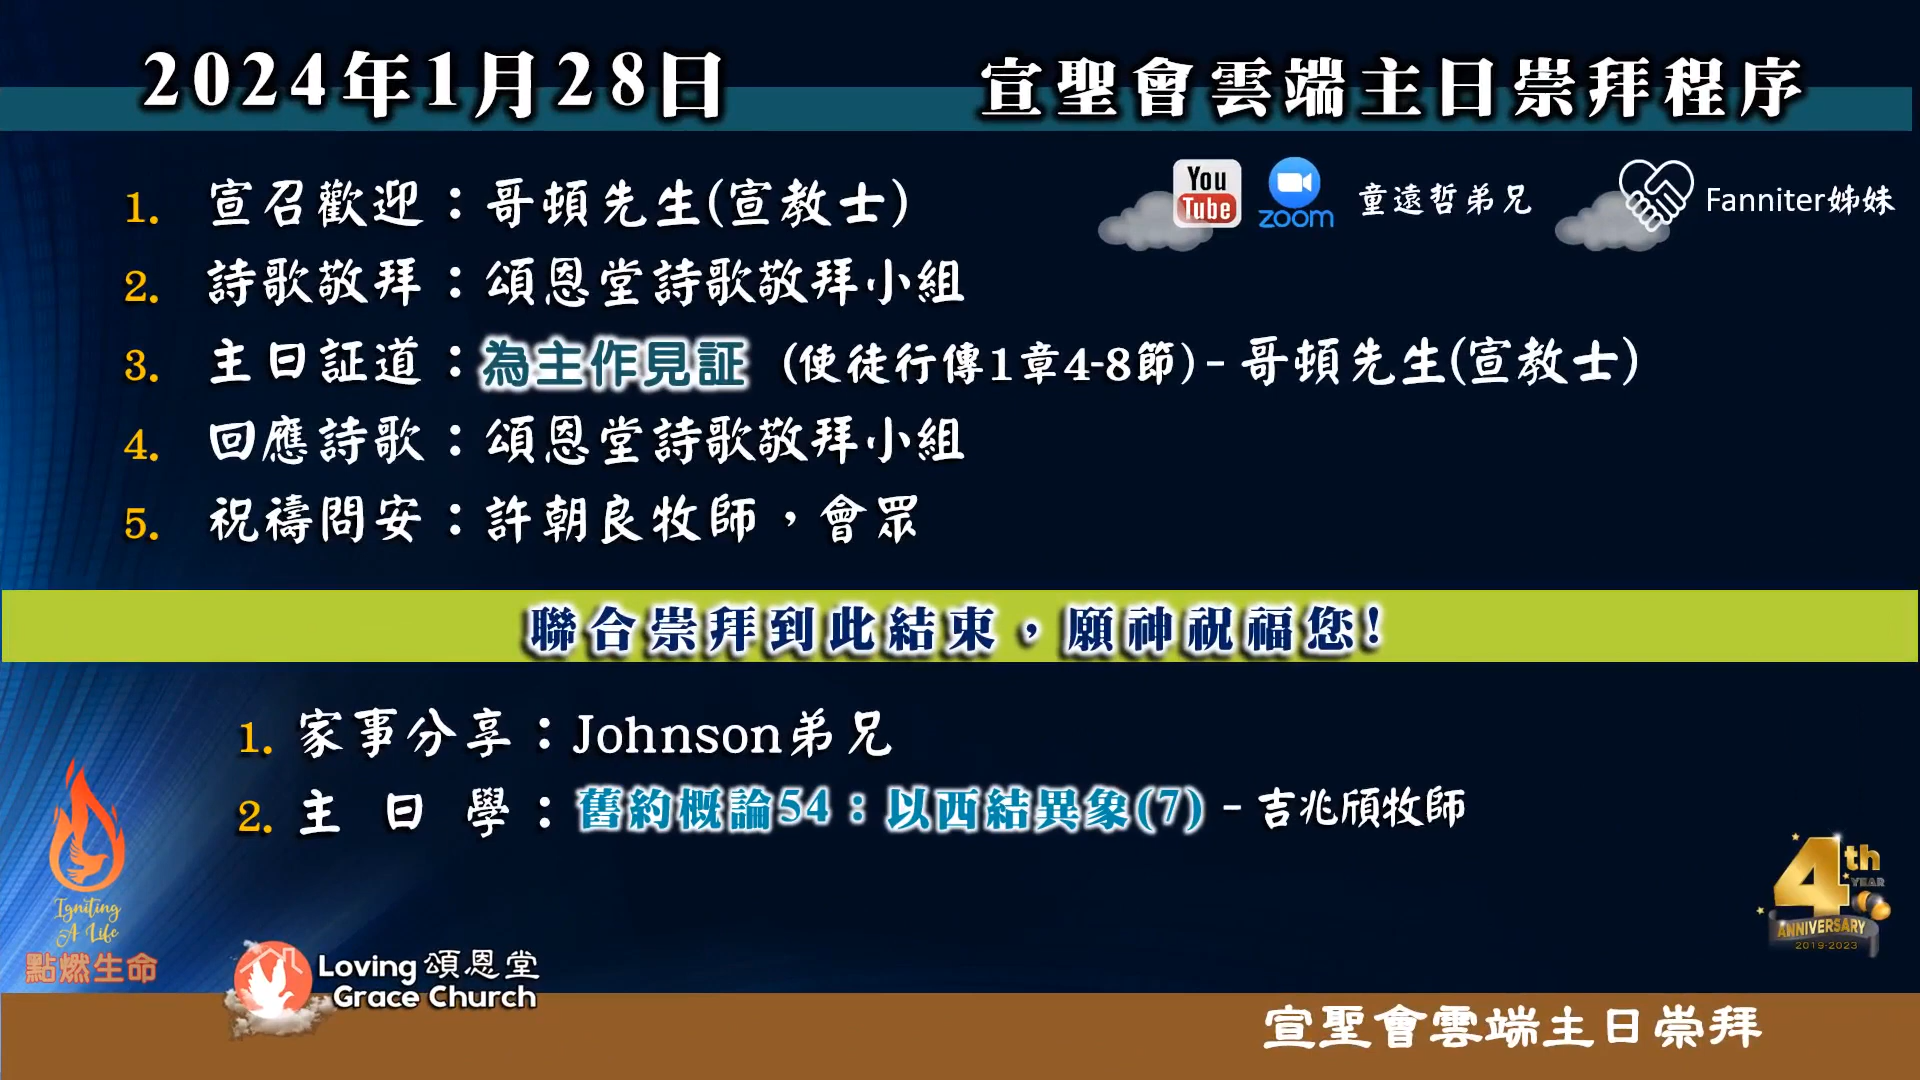 2024年1月28日 宣聖會雲端主日崇拜程序
You Tube zoom 童遠哲弟兄 Fanniter姊妹
1. 宣召歡迎：哥頓先生(宣教士)
2. 詩歌敬拜：頌恩堂詩歌敬拜小組
3. 主日証道：為主作見証 (使徒行傳1章4-8節) - 哥頓先生(宣教士)
4. 回應詩歌：頌恩堂詩歌敬拜小組
5. 祝禱問安：許朝良牧師，會眾
聯合崇拜到此結束，願神祝福您!
1. 家事分享：Johnson弟兄
2. 主日學：舊約概論54：以西結異象(7) - 吉兆頎牧師
Igniting
A Life
點燃生命
4th
YEAR
ANNIVERSARY
2019-2023
Loving 頌恩堂
Grace Church
宣聖會雲端主日崇拜